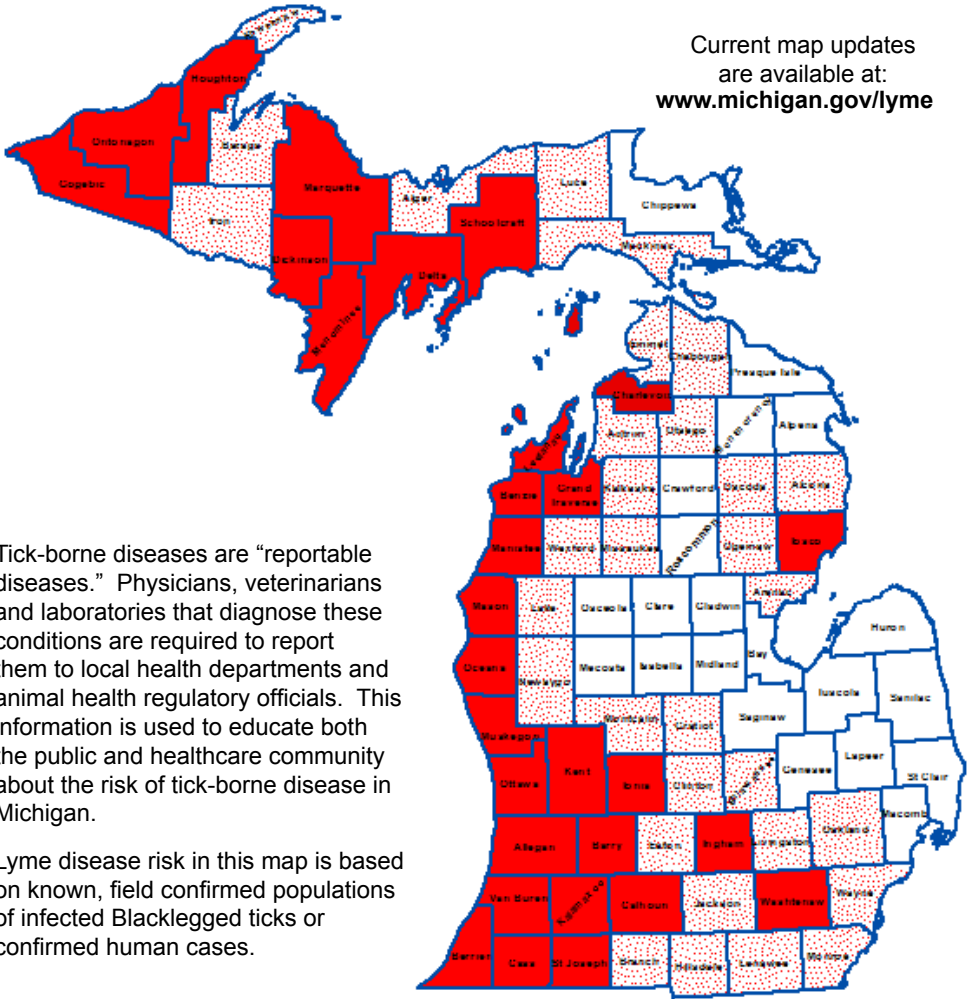 Current map updates
are available at:
www.michigan.gov/lyme
Houghton
Ontonagon
Baraga
Gogebic
Marquette
Alger
Luce
Chippewa
Iron
Schoolcraft
Mackinac
Dickinson
Delta
Menominee
Emmet
Cheboygan
Presque Isle
Charlevoix
Leelanau
Antrim
Otsego
Montmorency
Alpena
Benzie
Grand
Traverse
Kalkaska
Crawford
Oscoda
Alcona
Manistee
Wexford
Missaukee
Roscommon
Ogemaw
Iosco
Tick-borne diseases are “reportable
diseases.” Physicians, veterinarians
and laboratories that diagnose these
conditions are required to report
them to local health departments and
animal health regulatory officials. This
information is used to educate both
the public and healthcare community
about the risk of tick-borne disease in
Michigan.
Mason
Lake
Osceola
Clare
Gladwin
Arenac
Huron
Oceana
Newaygo
Mecosta
Isabella
Midland
Bay
Tuscola
Sanilac
Muskegon
Montcalm
Gratiot
Saginaw
Ottawa
Kent
Ionia
Clinton
Shiawassee
Genesee
Lapeer
St Clair
Allegan
Barry
Eaton
Ingham
Livingston
Oakland
Macomb
Van Buren
Kalamazoo
Calhoun
Jackson
Washtenaw
Wayne
Berrien
Cass
St Joseph
Branch
Hillsdale
Lenawee
Monroe
Lyme disease risk in this map is based
on known, field confirmed populations
of infected Blacklegged ticks or
confirmed human cases.